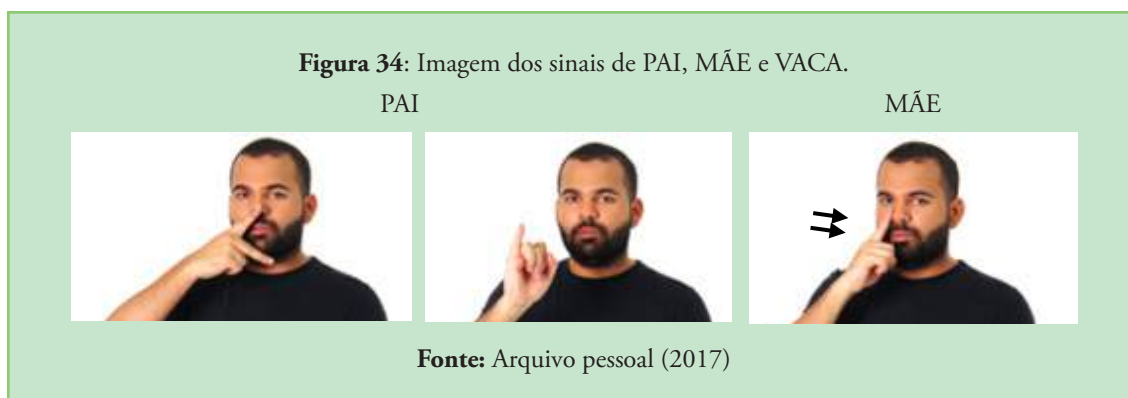 Figura 34: Imagem dos sinais de PAI, MÃE e VACA.
PAI MÃE
Fonte: Arquivo pessoal (2017)